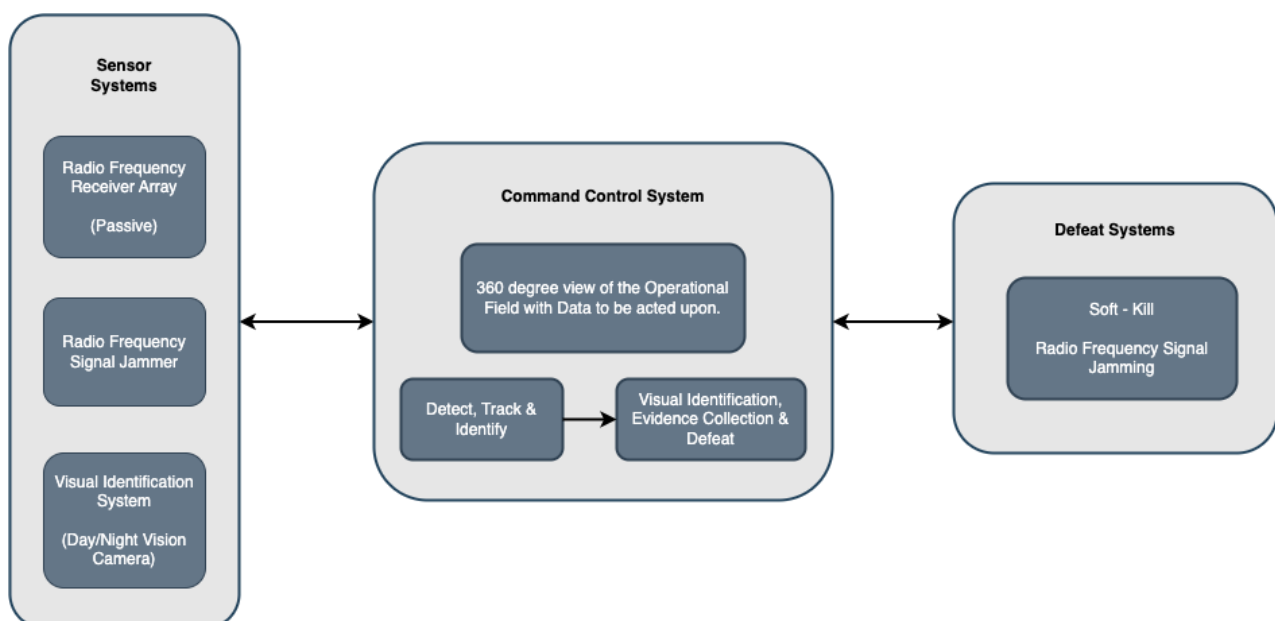 Sensor
Systems
Radio Frequency
Receiver Array
(Passive)
Radio Frequency
Signal Jammer
Visual Identification
System
(Day/Night Vision
Camera)
Command Control System
360 degree view of the Operational
Field with Data to be acted upon.
Detect, Track &
Identify
Visual Identification,
Evidence Collection &
Defeat
Defeat Systems
Soft - Kill
Radio Frequency Signal
Jamming